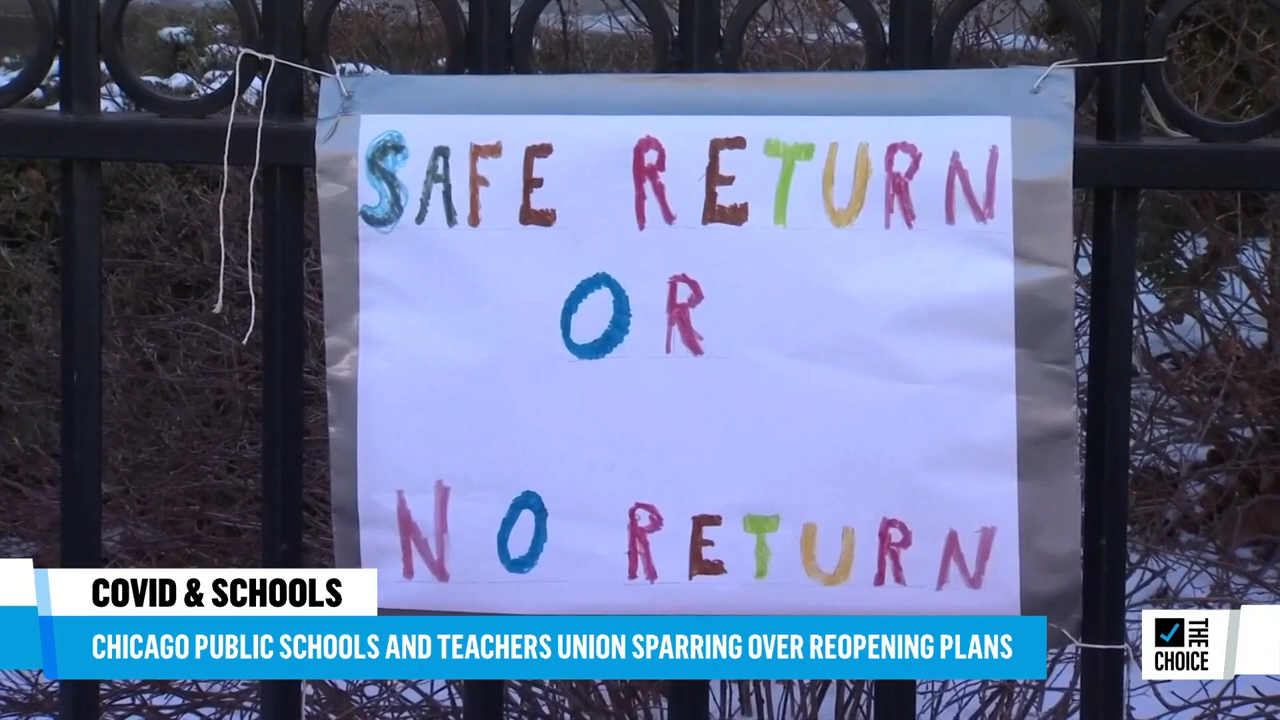 SAFE RETURN
OR
NO RETURN
COVID & SCHOOLS
CHICAGO PUBLIC SCHOOLS AND TEACHERS UNION SPARRING OVER REOPENING PLANS
THE
CHOICE